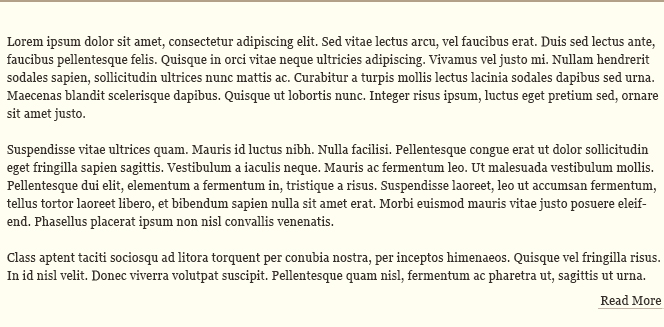 Lorem ipsum dolor sit amet, consectetur adipiscing elit. Sed vitae lectus arcu, vel faucibus erat. Duis sed lectus ante,
faucibus pellentesque felis. Quisque in orci vitae neque ultricies adipiscing. Vivamus vel justo mi. Nullam hendrerit
sodales sapien, sollicitudin ultrices nunc mattis ac. Curabitur a turpis mollis lectus lacinia sodales dapibus sed urna.
Maecenas blandit scelerisque dapibus. Quisque ut lobortis nunc. Integer risus ipsum, luctus eget pretium sed, ornare
sit amet justo.
Suspendisse vitae ultrices quam. Mauris id luctus nibh. Nulla facilisi. Pellentesque congue erat ut dolor sollicitudin
eget fringilla sapien sagittis. Vestibulum a iaculis neque. Mauris ac fermentum leo. Ut malesuada vestibulum mollis.
Pellentesque dui elit, elementum a fermentum in, tristique a risus. Suspendisse laoreet, leo ut accumsan fermentum,
tellus tortor laoreet libero, et bibendum sapien nulla sit amet erat. Morbi euismod mauris vitae justo posuere eleif-
end. Phasellus placerat ipsum non nisl convallis venenatis.
Class aptent taciti sociosqu ad litora torquent per conubia nostra, per inceptos himenaeos. Quisque vel fringilla risus.
In id nisl velit. Donec viverra volutpat suscipit. Pellentesque quam nisl, fermentum ac pharetra ut, sagittis ut urna.
Read More